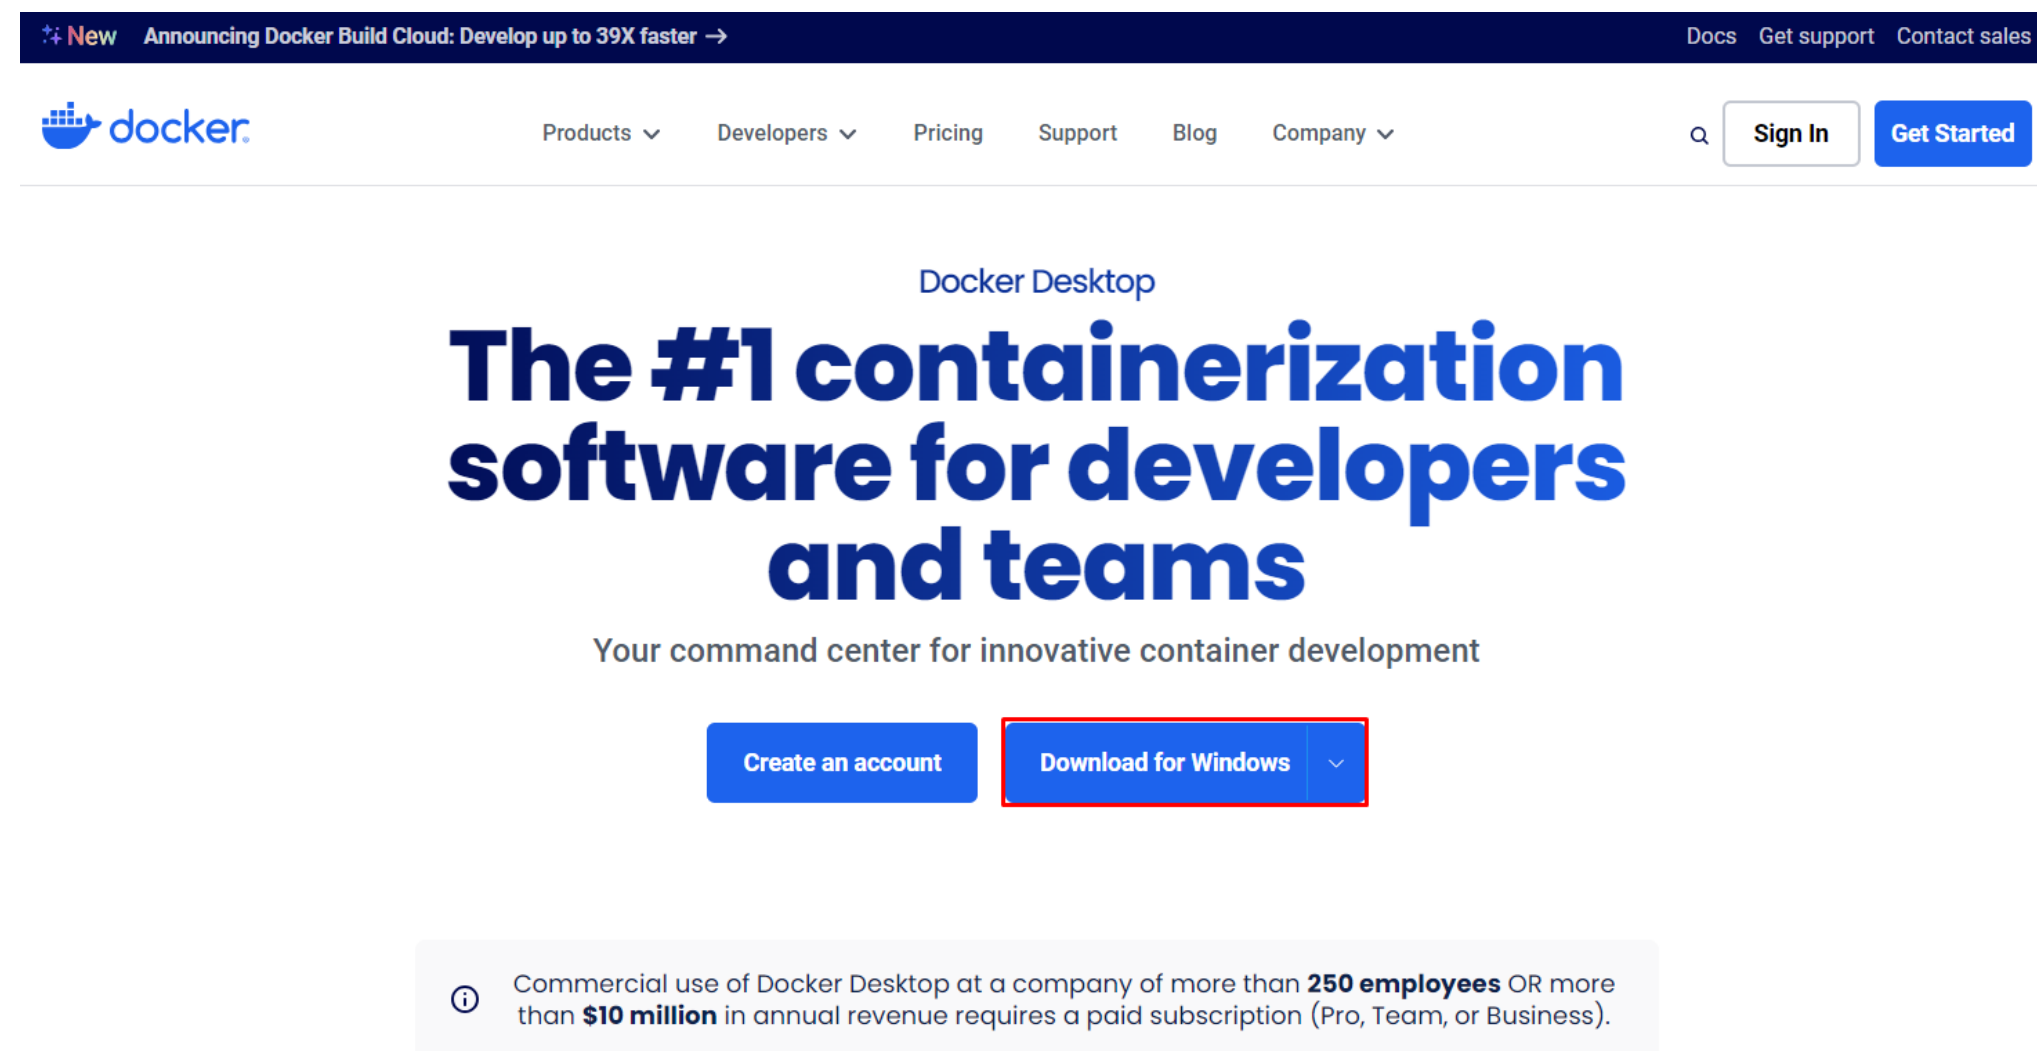 New Announcing Docker Build Cloud: Develop up to 39X faster → Docs Get support Contact sales
docker® Products Developers Pricing Support Blog Company Sign In Get Started
Docker Desktop
The #1 containerization
software for developers
and teams
Your command center for innovative container development
Create an account Download for Windows
Commercial use of Docker Desktop at a company of more than 250 employees OR more
than $10 million in annual revenue requires a paid subscription (Pro, Team, or Business).